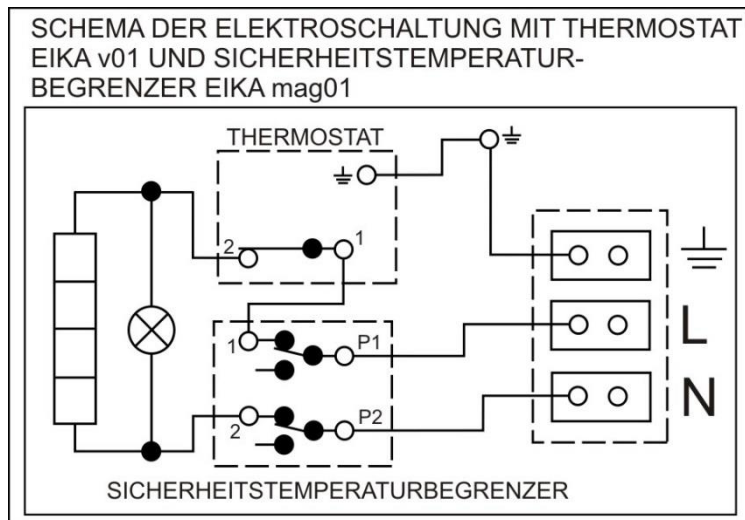 SCHEMA DER ELEKTROSCHALTUNG MIT THERMOSTAT
EIKA v01 UND SICHERHEITSTEMPERATUR-
BEGRENZER EIKA mag01
THERMOSTAT
2
1
1
P1
L
2
P2
N
SICHERHEITSTEMPERATURBEGRENZER